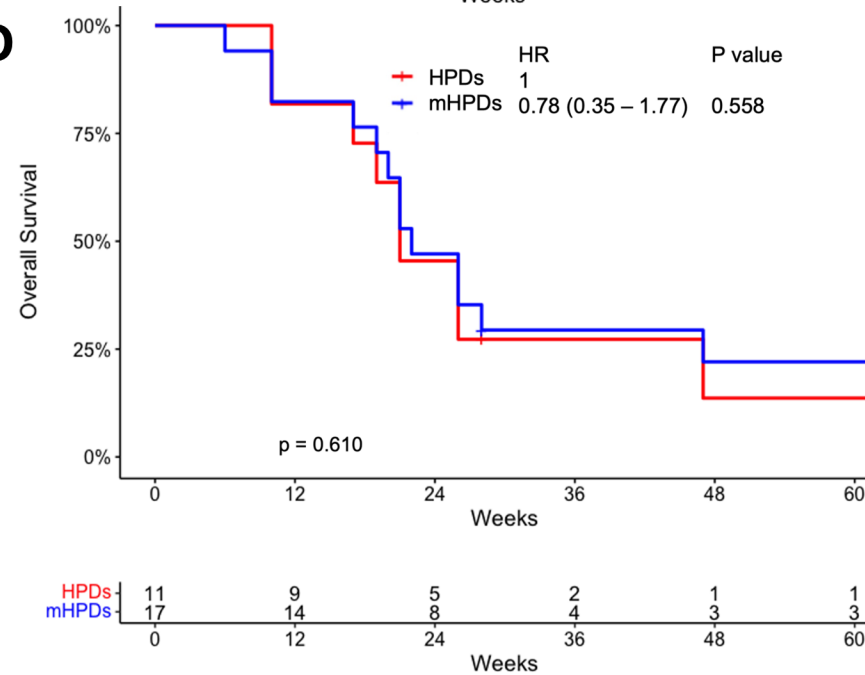 Weeks
D
100%
75%
50%
25%
0%
Overall Survival
HR P value
HPDs 1
mHPDs 0.78 (0.35 – 1.77) 0.558
p = 0.610
0 12 24 36 48 60
Weeks
HPDs 11 9 5 2 1 1
mHPDs 17 14 8 4 3 3
0 12 24 36 48 60
Weeks